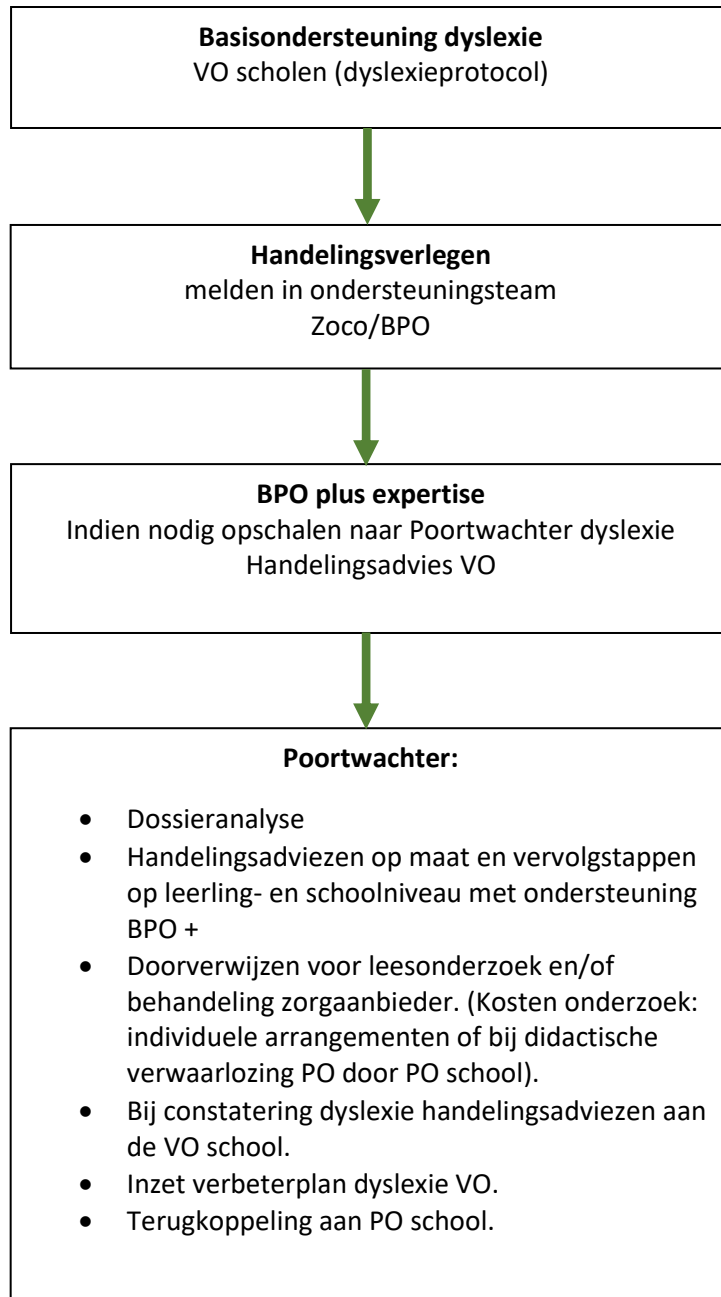 Basisondersteuning dyslexie
VO scholen (dyslexieprotocol)
Handelingsverlegen
melden in ondersteuningsteam
Zoco/BPO
BPO plus expertise
Indien nodig opschalen naar Poortwachter dyslexie
Handelingsadvies VO
Poortwachter:
• Dossieranalyse
• Handelingsadviezen op maat en vervolgstappen
op leerling- en schoolniveau met ondersteuning
BPO +
• Doorverwijzen voor leesonderzoek en/of
behandeling zorgaanbieder. (Kosten onderzoek:
individuele arrangementen of bij didactische
verwaarlozing PO door PO school).
• Bij constatering dyslexie handelingsadviezen aan
de VO school.
• Inzet verbeterplan dyslexie VO.
• Terugkoppeling aan PO school.